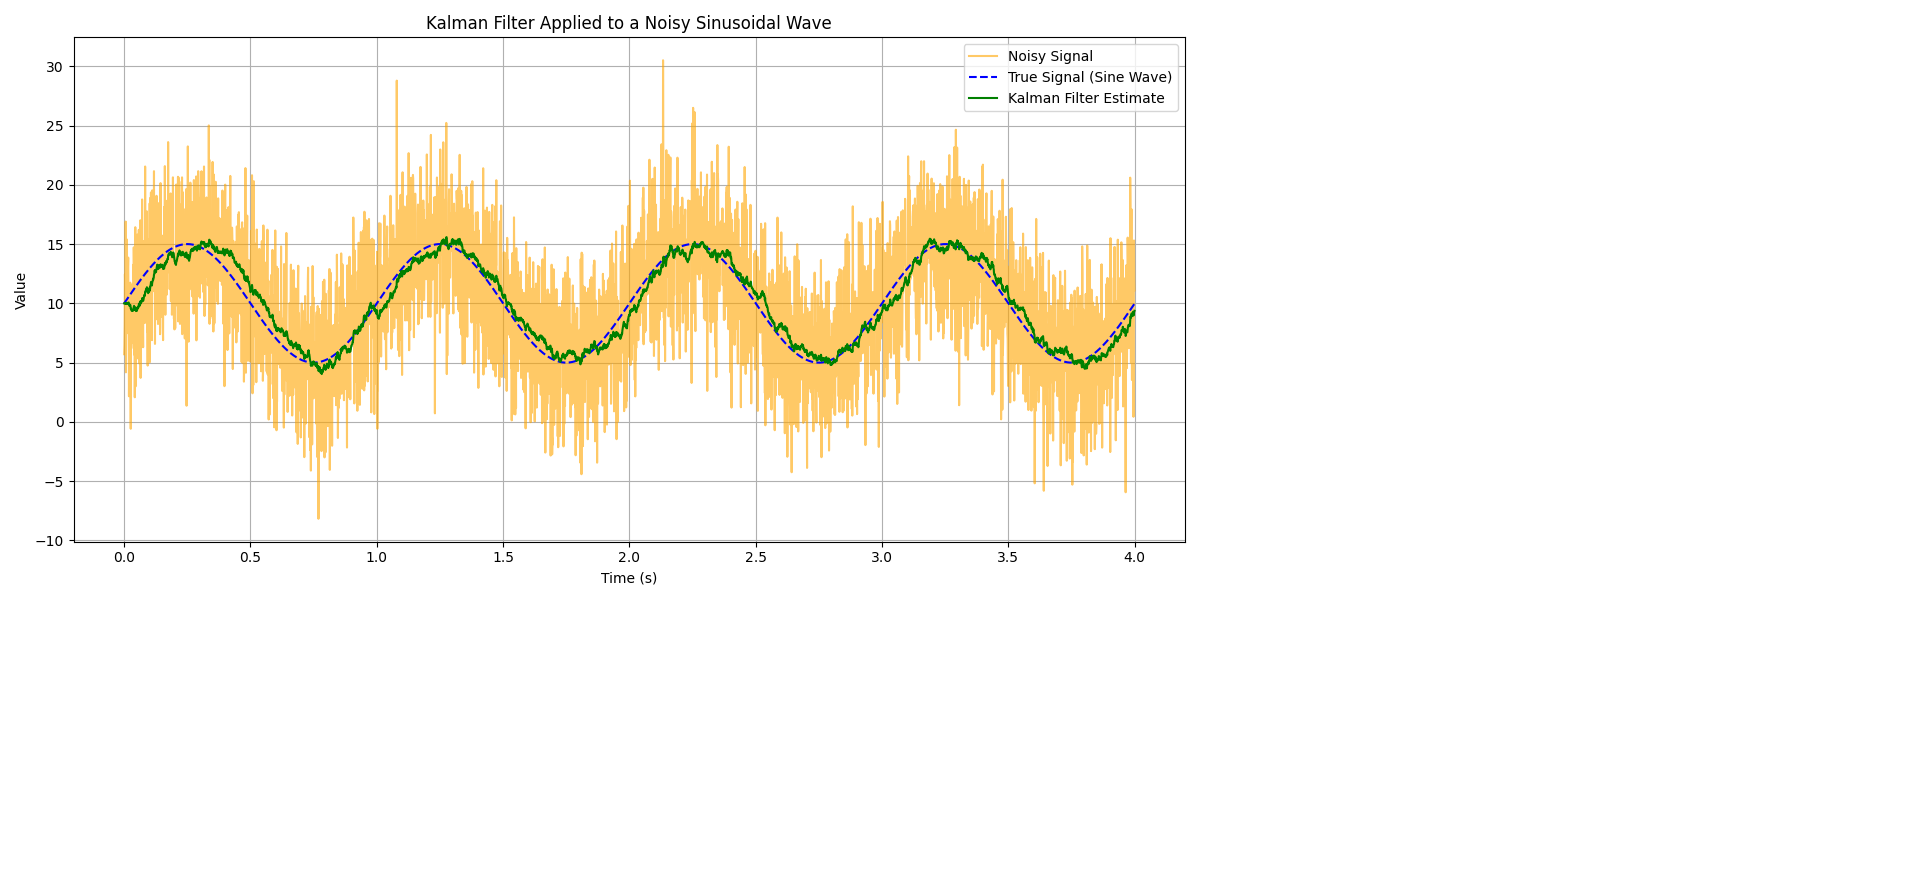 Kalman Filter Applied to a Noisy Sinusoidal Wave
Noisy Signal
True Signal (Sine Wave)
Kalman Filter Estimate
Value
30
25
20
15
10
5
0
−5
−10
0.0 0.5 1.0 1.5 2.0 2.5 3.0 3.5 4.0
Time (s)